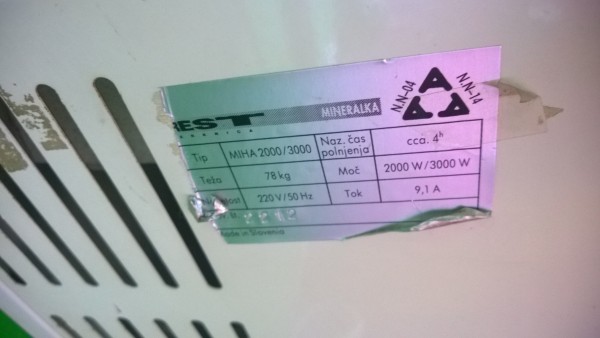 EST MINERALKA
N.N-04 N.N-14
Tip MIHA 2000/3000 Naz. čas polnjenja cca. 4h
Teža 78 kg Moč 2000 W/3000 W
220 V/50 Hz Tok 9,1 A
Made in Slovenia